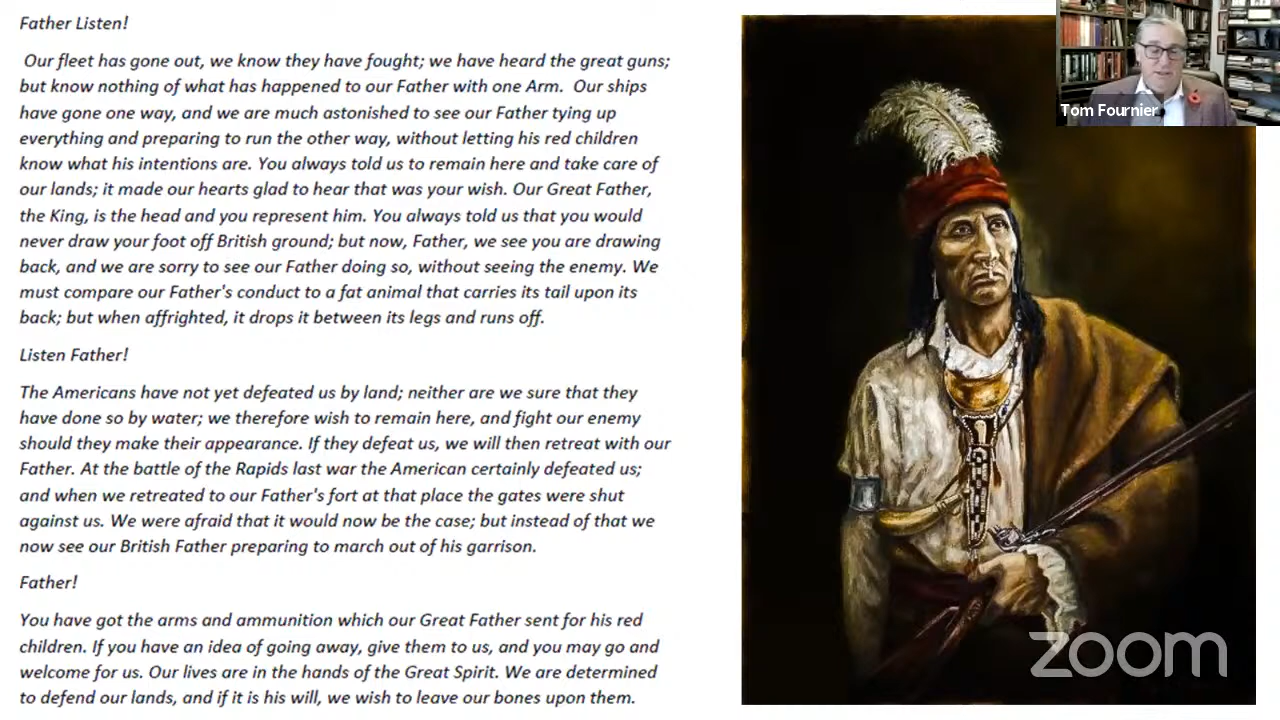 Father Listen!
Our fleet has gone out, we know they have fought; we have heard the great guns;
but know nothing of what has happened to our Father with one Arm.  Our ships
have gone one way, and we are much astonished to see our Father tying up
everything and preparing to run the other way, without letting his red children
know what his intentions are. You always told us to remain here and take care of
our lands; it made our hearts glad to hear that was your wish. Our Great Father,
the King, is the head and you represent him. You always told us that you would
never draw your foot off British ground; but now, Father, we see you are drawing
back, and we are sorry to see our Father doing so, without seeing the enemy. We
must compare our Father's conduct to a fat animal that carries its tail upon its
back; but when affrighted, it drops it between its legs and runs off.
Listen Father!
The Americans have not yet defeated us by land; neither are we sure that they
have done so by water; we therefore wish to remain here, and fight our enemy
should they make their appearance. If they defeat us, we will then retreat with our
Father. At the battle of the Rapids last war the American certainly defeated us;
and when we retreated to our Father's fort at that place the gates were shut
against us. We were afraid that it would now be the case; but instead of that we
now see our British Father preparing to march out of his garrison.
Father!
You have got the arms and ammunition which our Great Father sent for his red
children. If you have an idea of going away, give them to us, and you may go and
welcome for us. Our lives are in the hands of the Great Spirit. We are determined
to defend our lands, and if it is his will, we wish to leave our bones upon them.
Tom Fournier
zoom